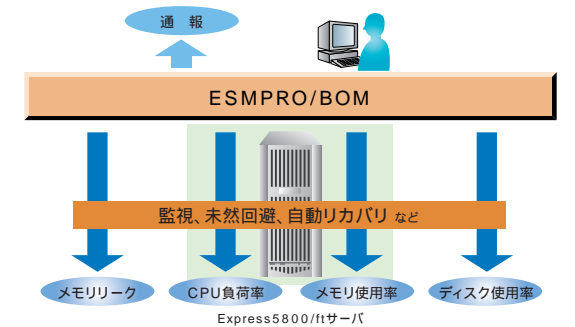 通 報
ESMPRO/BOM
監視、未然回避、自動リカバリ など
メモリリーク
CPU負荷率
メモリ使用率
ディスク使用率
Express5800/ftサーバ